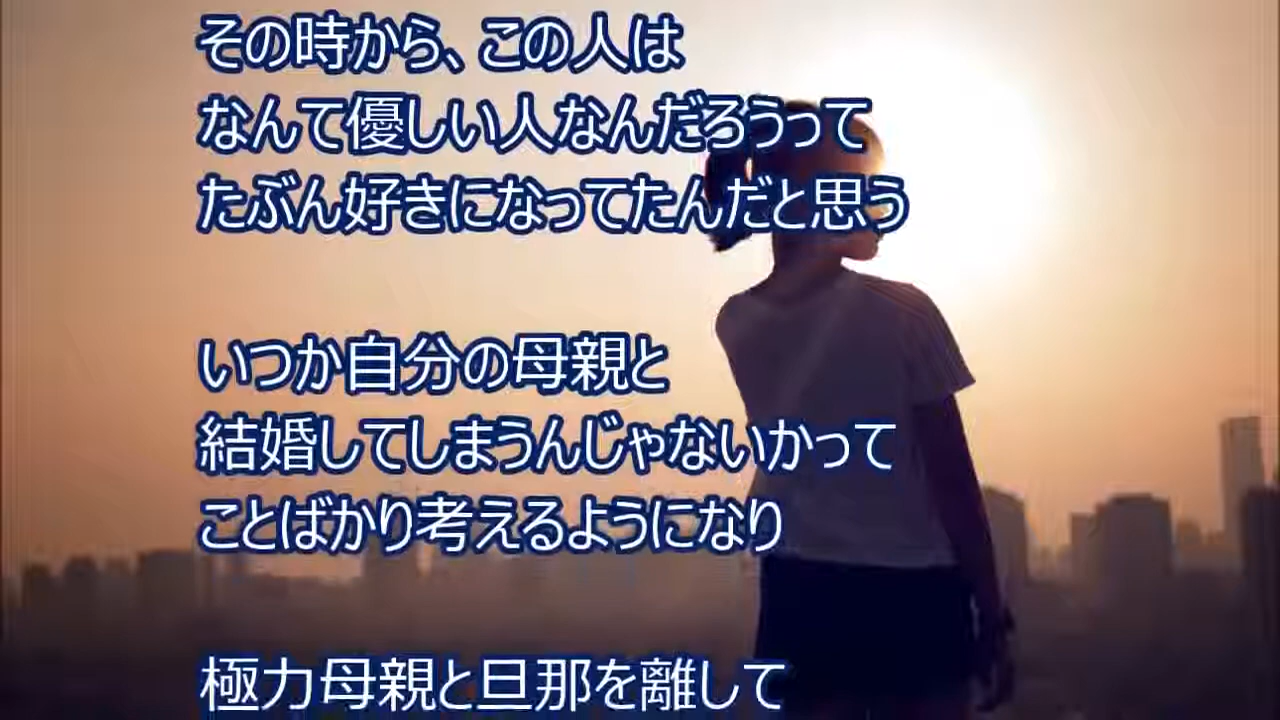 その時から、この人は
なんて優しい人なんだろうって
たぶん好きになってたんだと思う
いつか自分の母親と
結婚してしまうんじゃないかって
ことばかり考えるようになり
極力母親と旦那を離して